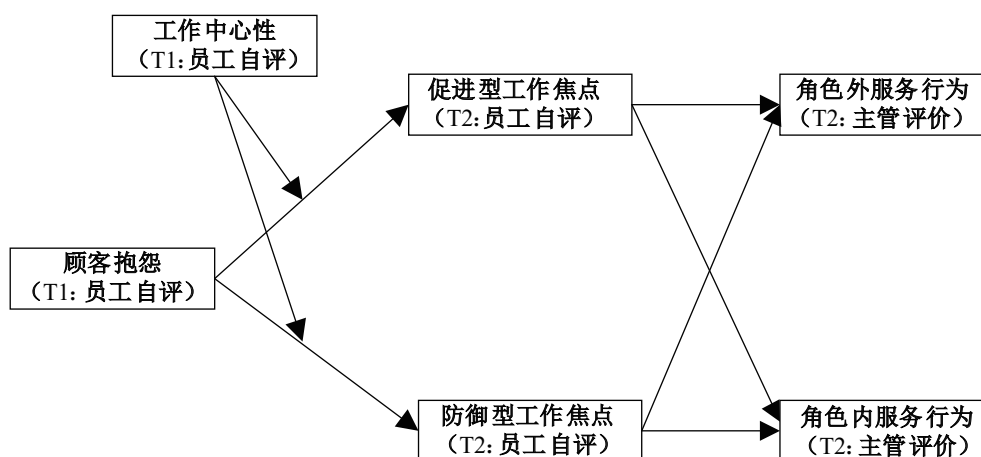 工作中心性
（T1：员工自评）
促进型工作焦点
（T2：员工自评）
角色外服务行为
（T2：主管评价）
顾客抱怨
（T1：员工自评）
防御型工作焦点
（T2：员工自评）
角色内服务行为
（T2：主管评价）